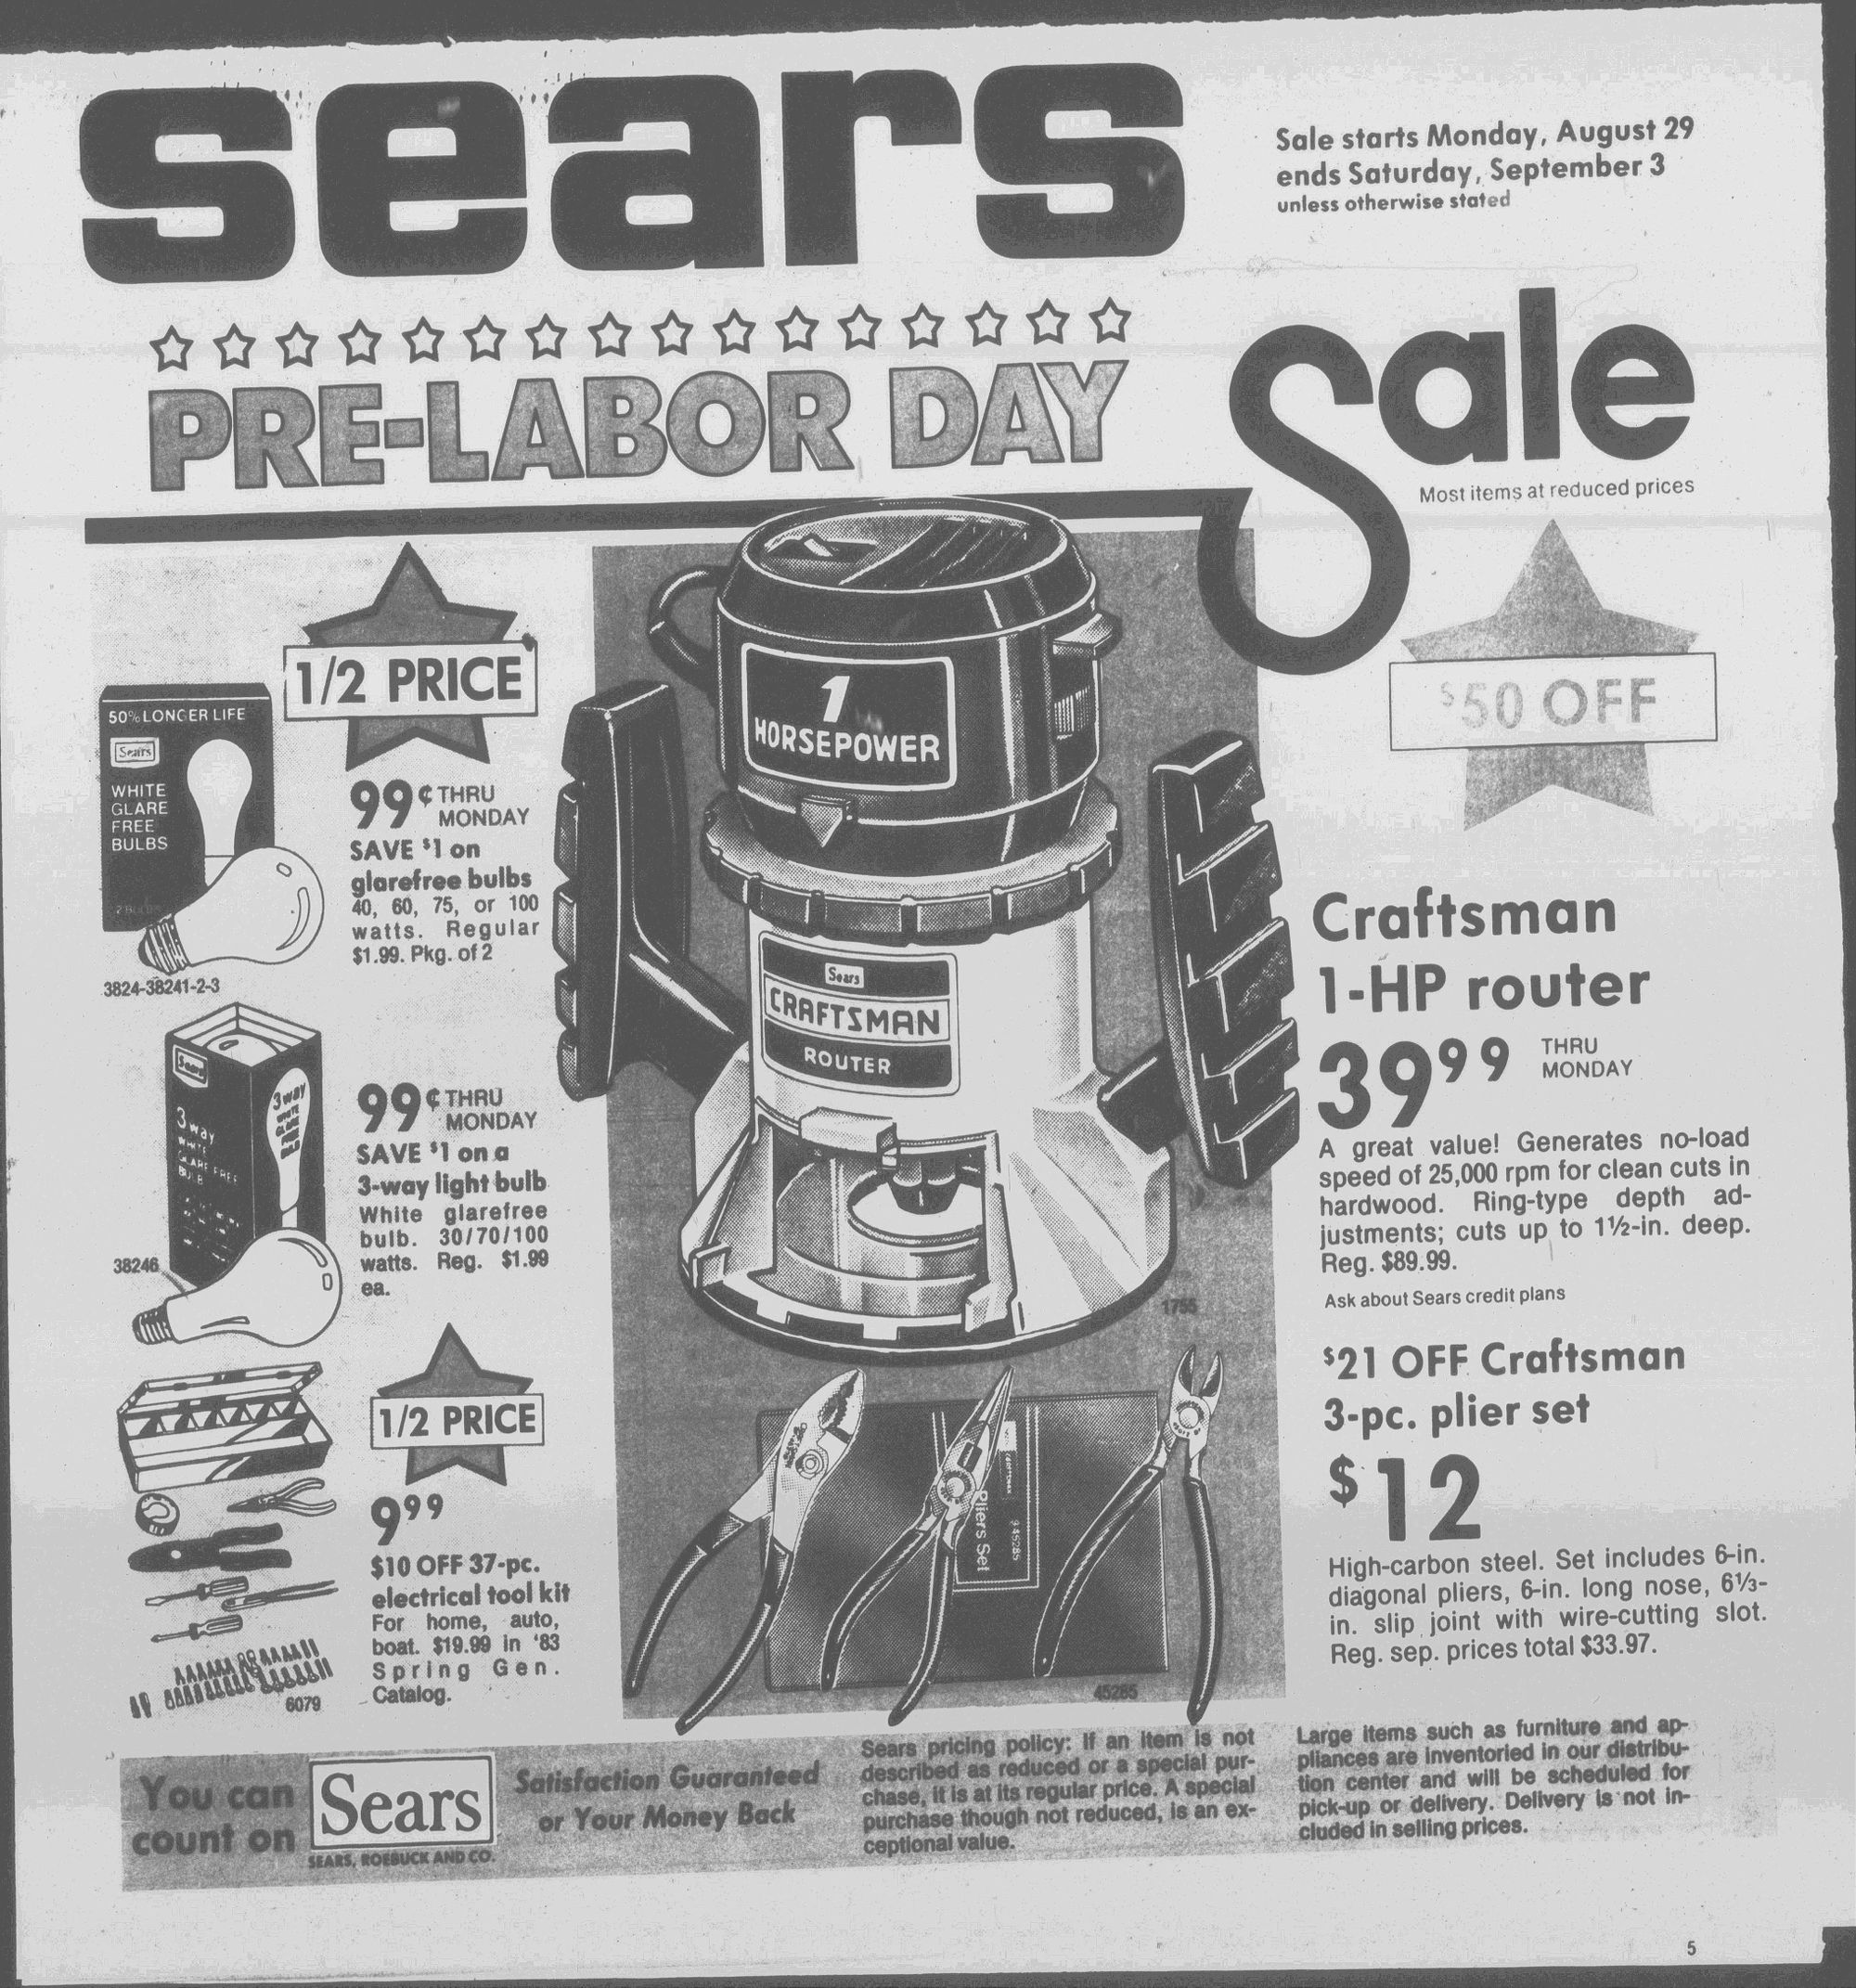 sears
Sale starts Monday, August 29
ends Saturday, September 3
unless otherwise stated
PRE-LABOR DAY
Sale
Most items at reduced prices
1/2 PRICE
50% LONGER LIFE
Sears
WHITE
GLARE
FREE
BULBS
99¢ THRU
MONDAY
SAVE $1 on
glarefree bulbs
40, 60, 75, or 100
watts. Regular
$1.99. Pkg. of 2
3824-38241-2-3
Sears
3 way
WHITE
GLARE FREE
BULB
3 way
WHITE
99¢ THRU
MONDAY
SAVE $1 on a
3-way light bulb
White glarefree
bulb. 30/70/100
watts. Reg. $1.99
ea.
38246
1/2 PRICE
9 99
$10 OFF 37-pc.
electrical tool kit
For home, auto,
boat. $19.99 in '83
Spring Gen.
Catalog.
6079
1
HORSEPOWER
Sears
CRAFTSMAN
ROUTER
1755
Pliers Set
945285
45285
$50 OFF
Craftsman
1-HP router
39 99 THRU
MONDAY
A great value! Generates no-load
speed of 25,000 rpm for clean cuts in
hardwood. Ring-type depth ad-
justments; cuts up to 1½-in. deep.
Reg. $89.99.
Ask about Sears credit plans
$21 OFF Craftsman
3-pc. plier set
$12
High-carbon steel. Set includes 6-in.
diagonal pliers, 6-in. long nose, 6⅓-
in. slip joint with wire-cutting slot.
Reg. sep. prices total $33.97.
You can
count on
Sears
SEARS, ROEBUCK AND CO.
Satisfaction Guaranteed
or Your Money Back
Sears pricing policy: If an item is not
described as reduced or a special pur-
chase, it is at its regular price. A special
purchase though not reduced, is an ex-
ceptional value.
Large items such as furniture and ap-
pliances are inventoried in our distribu-
tion center and will be scheduled for
pick-up or delivery. Delivery is not in-
cluded in selling prices.
5